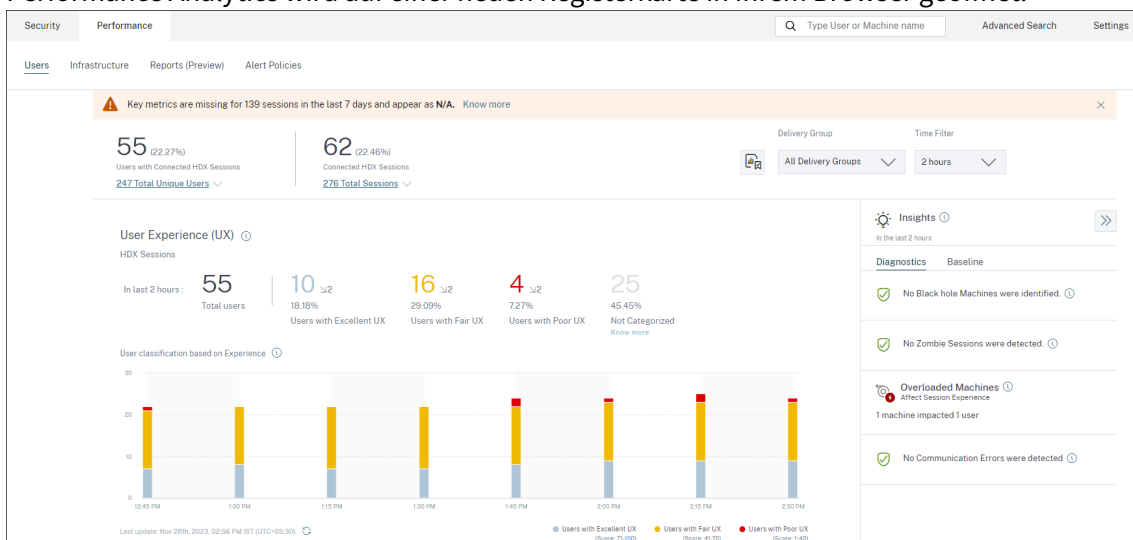 Performance Analytics wird auf einer neuen Registerkarte in Ihrem Browser geöffnet.
Security Performance Type User or Machine name Advanced Search Settings
Users Infrastructure Reports (Preview) Alert Policies
Key metrics are missing for 139 sessions in the last 7 days and appear as N/A. Know more
55 (22.27%)
Users with Connected HDX Sessions
247 Total Unique Users
62 (22.46%)
Connected HDX Sessions
276 Total Sessions
Delivery Group
All Delivery Groups
Time Filter
2 hours
User Experience (UX)
HDX Sessions
In last 2 hours :
55
Total users
10 2
18.18%
Users with Excellent UX
16 2
29.09%
Users with Fair UX
4 2
7.27%
Users with Poor UX
25
45.45%
Not Categorized
Know more
User classification based on Experience
30
20
10
0
12:45 PM 1:00 PM 1:15 PM 1:30 PM 1:45 PM 2:00 PM 2:15 PM 2:30 PM
Last update: Nov 28th, 2023, 02:56 PM IST (UTC+05:30)
Users with Excellent UX
(Score: 71-100)
Users with Fair UX
(Score: 41-70)
Users with Poor UX
(Score: 1-40)
Insights
In the last 2 hours
Diagnostics Baseline
No Black hole Machines were identified.
No Zombie Sessions were detected.
Overloaded Machines
Affect Session Experience
1 machine impacted 1 user
No Communication Errors were detected